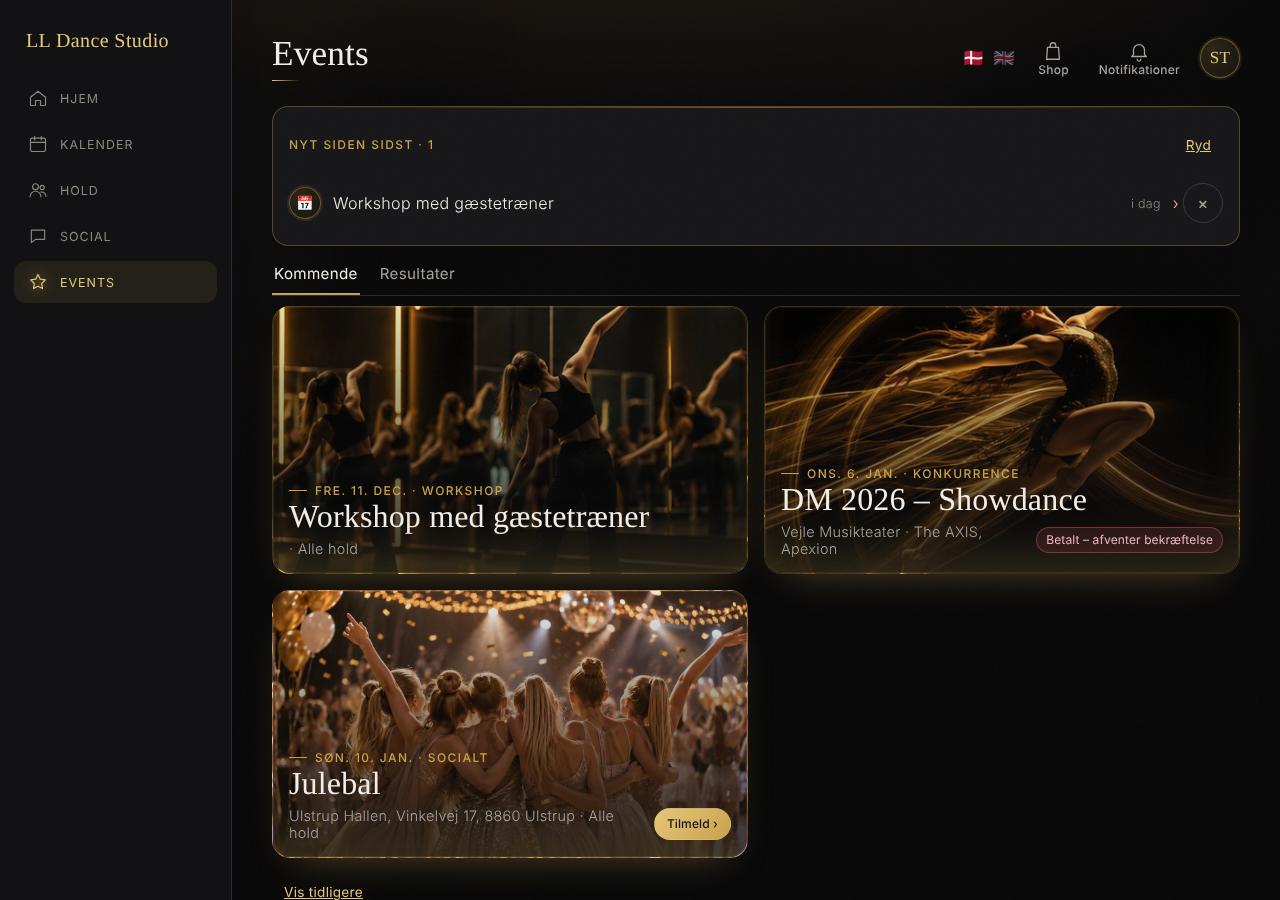 LL Dance Studio
HJEM
KALENDER
HOLD
SOCIAL
EVENTS
Events
Shop
Notifikationer
ST
NYT SIDEN SIDST · 1
Ryd
Workshop med gæstetræner
i dag › ×
Kommende
Resultater
FRE. 11. DEC. · WORKSHOP
Workshop med gæstetræner
· Alle hold
ONS. 6. JAN. · KONKURRENCE
DM 2026 – Showdance
Vejle Musikteater · The AXIS,
Apexion
Betalt – afventer bekræftelse
SØN. 10. JAN. · SOCIALT
Julebal
Ulstrup Hallen, Vinkelvej 17, 8860 Ulstrup · Alle
hold
Tilmeld ›
Vis tidligere